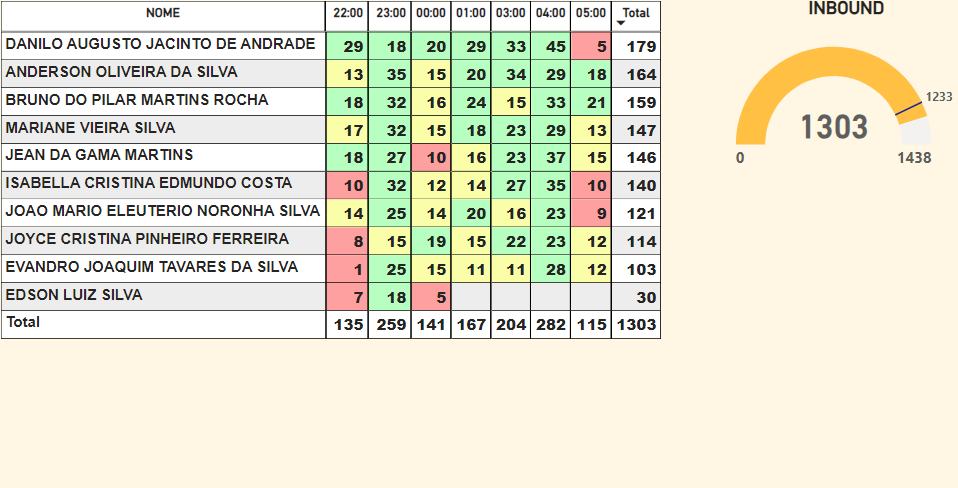 NOME 22:00 23:00 00:00 01:00 03:00 04:00 05:00 Total
DANILO AUGUSTO JACINTO DE ANDRADE 29 18 20 29 33 45 5 179
ANDERSON OLIVEIRA DA SILVA 13 35 15 20 34 29 18 164
BRUNO DO PILAR MARTINS ROCHA 18 32 16 24 15 33 21 159
MARIANE VIEIRA SILVA 17 32 15 18 23 29 13 147
JEAN DA GAMA MARTINS 18 27 10 16 23 37 15 146
ISABELLA CRISTINA EDMUNDO COSTA 10 32 12 14 27 35 10 140
JOAO MARIO ELEUTERIO NORONHA SILVA 14 25 14 20 16 23 9 121
JOYCE CRISTINA PINHEIRO FERREIRA 8 15 19 15 22 23 12 114
EVANDRO JOAQUIM TAVARES DA SILVA 1 25 15 11 11 28 12 103
EDSON LUIZ SILVA 7 18 5 30
Total 135 259 141 167 204 282 115 1303
INBOUND
1233
1303
0 1438